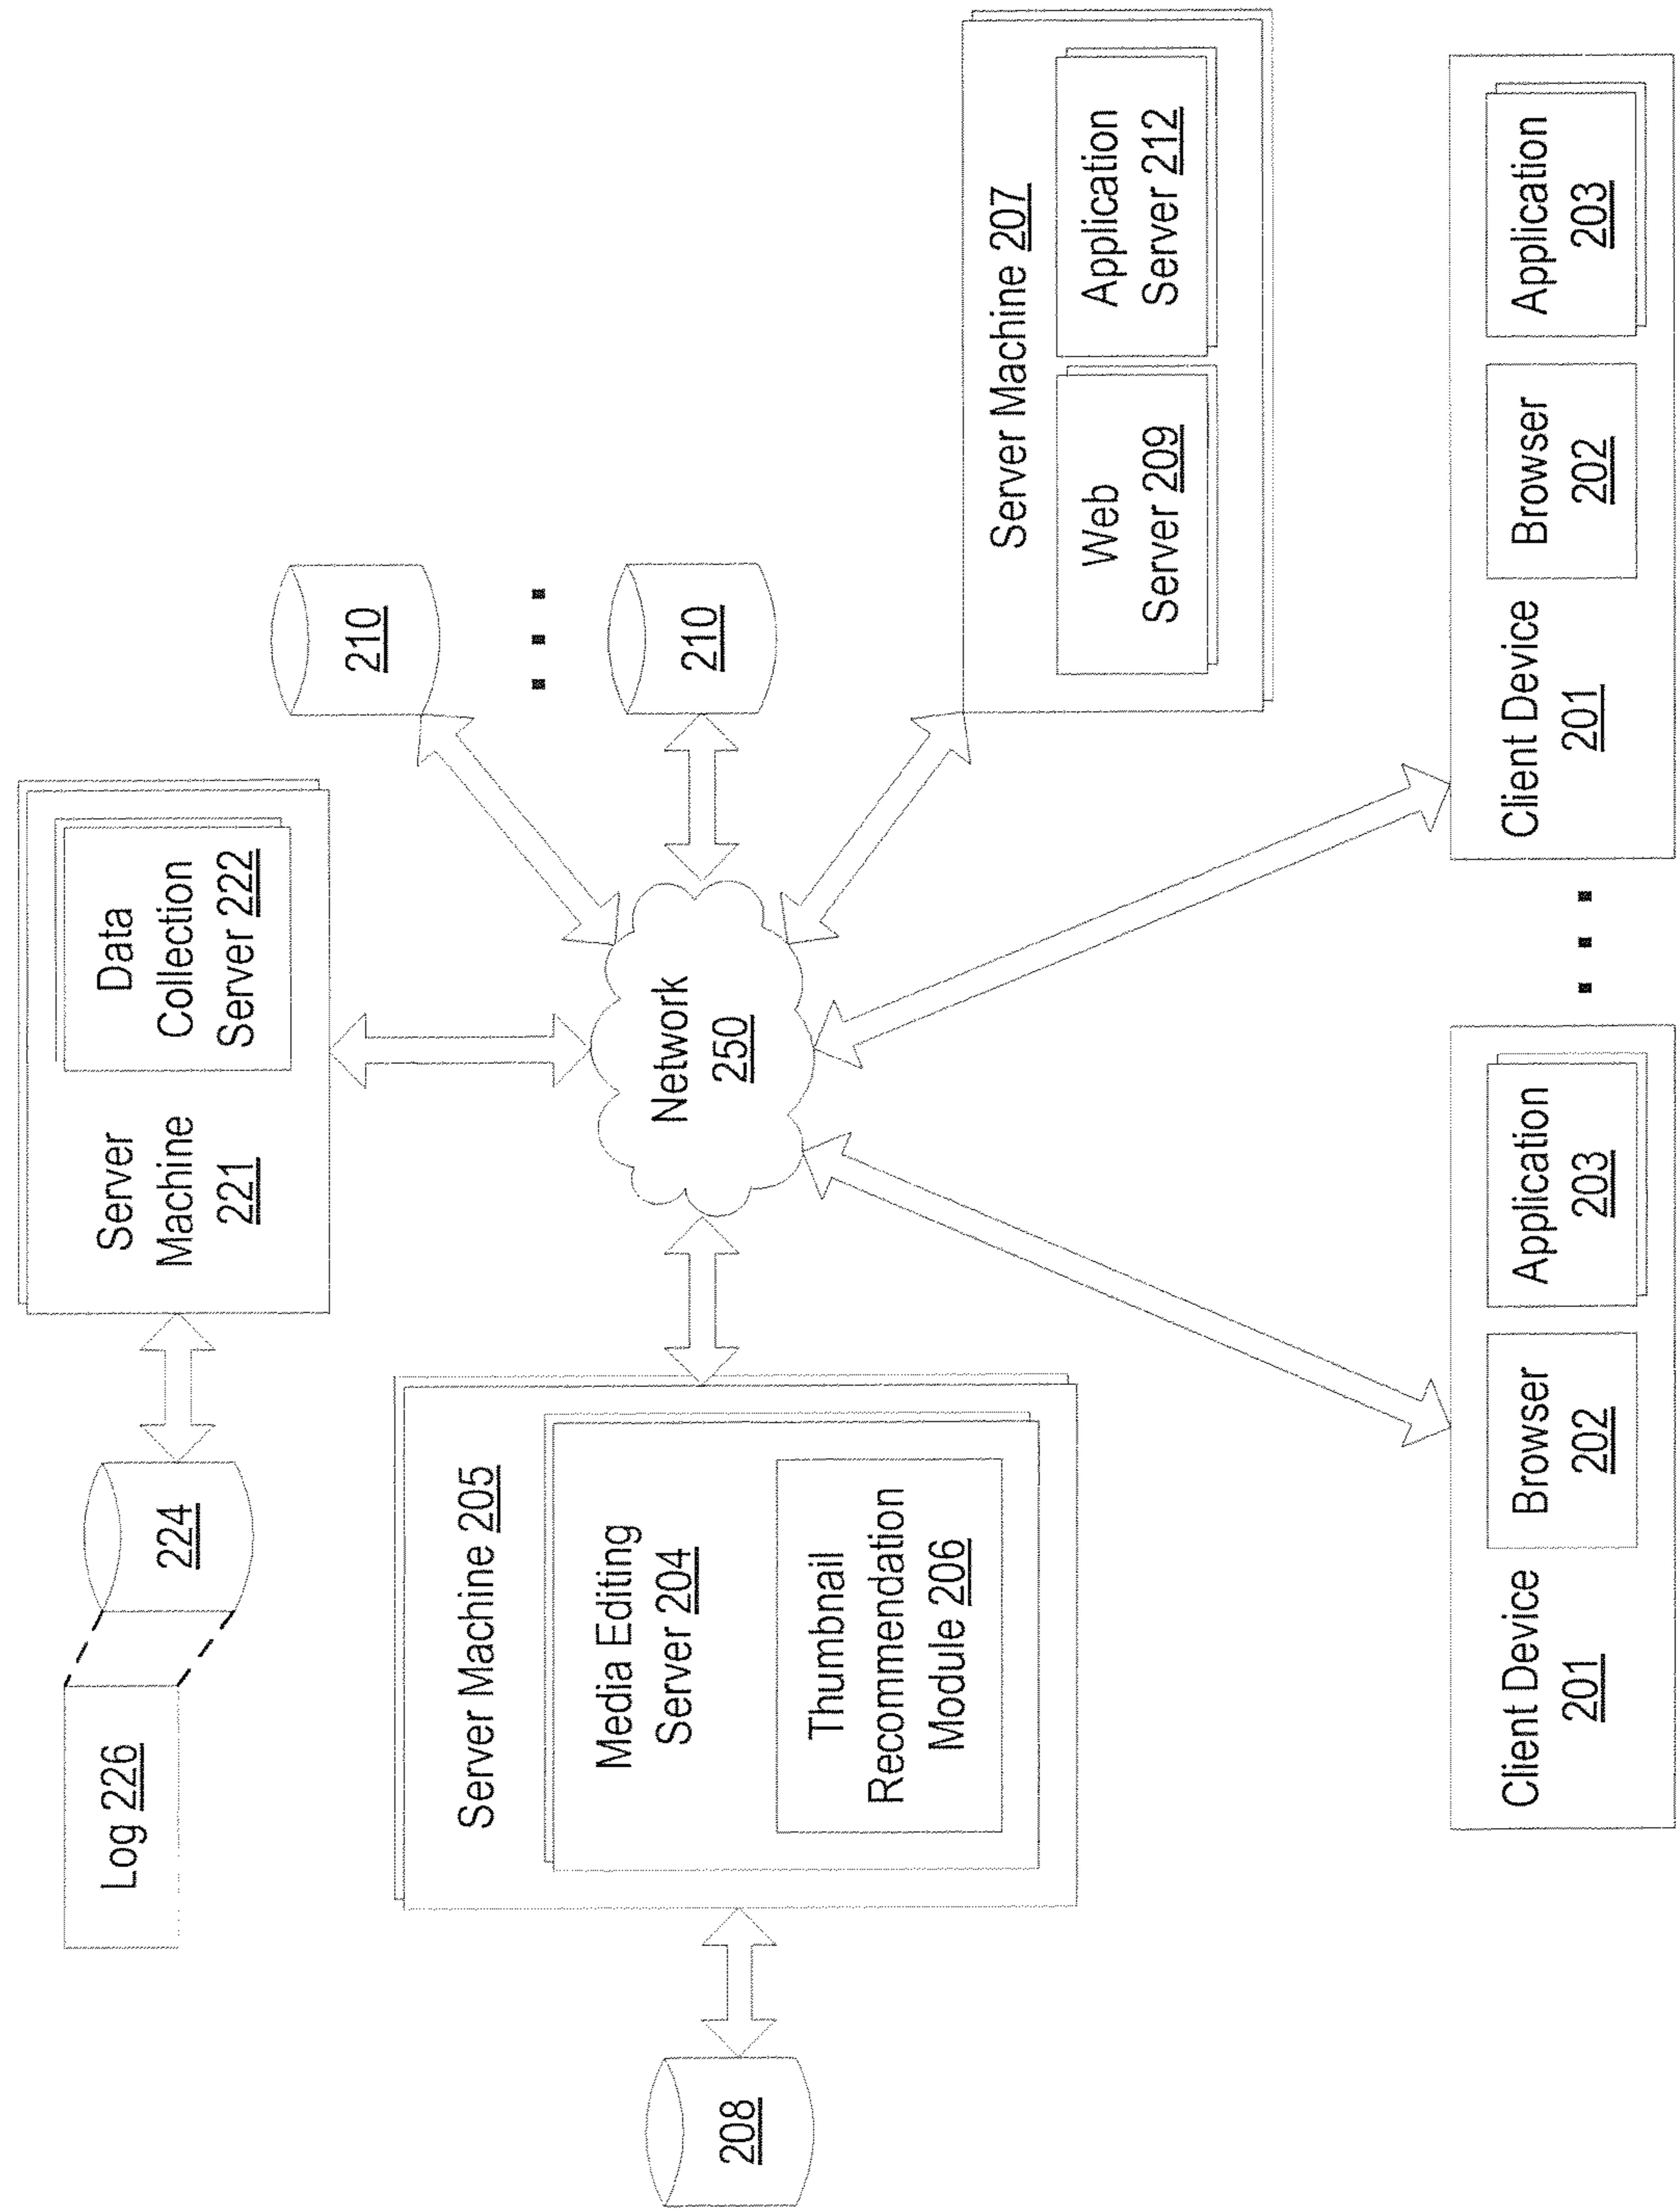 Log 226
224
Server
Machine
221
Data
Collection
Server 222
210
210
208
Server Machine 205
Media Editing
Server 204
Thumbnail
Recommendation
Module 206
Network
250
Server Machine 207
Web
Server 209
Application
Server 212
Client Device
201
Browser
202
Application
203
Client Device
201
Browser
202
Application
203